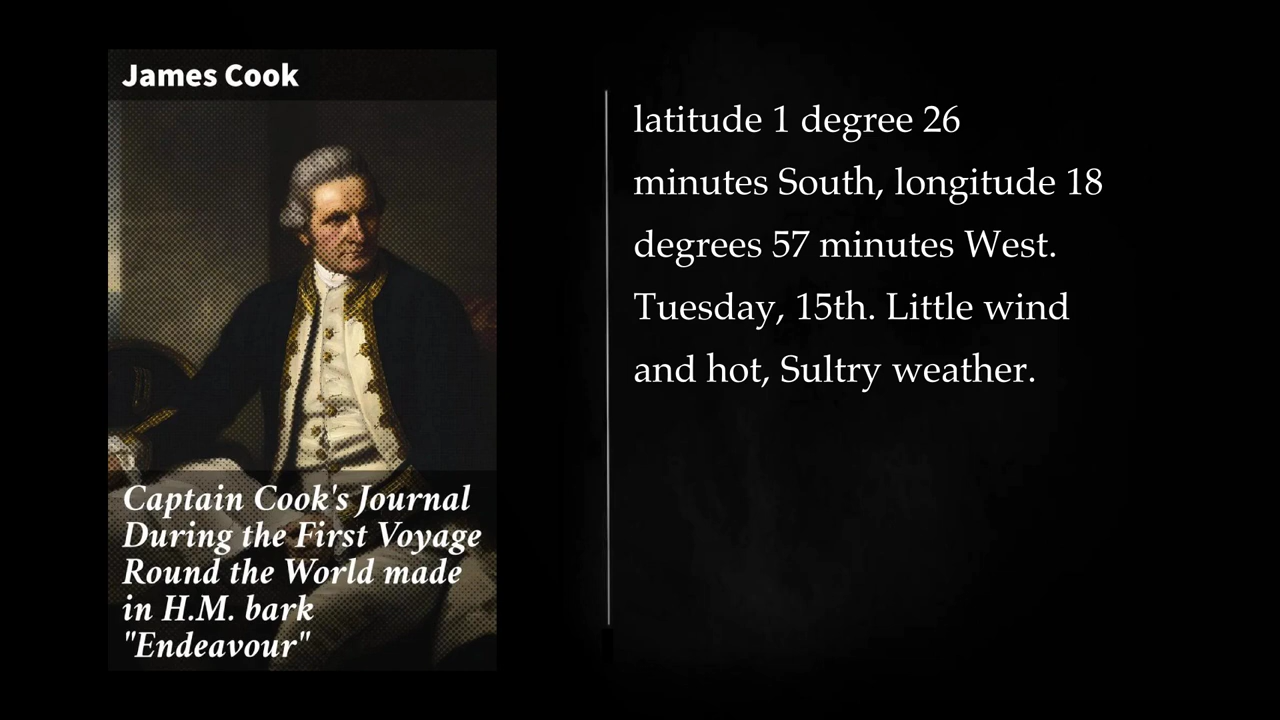 James Cook
Captain Cook's Journal
During the First Voyage
Round the World made
in H.M. bark
"Endeavour"
latitude 1 degree 26
minutes South, longitude 18
degrees 57 minutes West.
Tuesday, 15th. Little wind
and hot, Sultry weather.